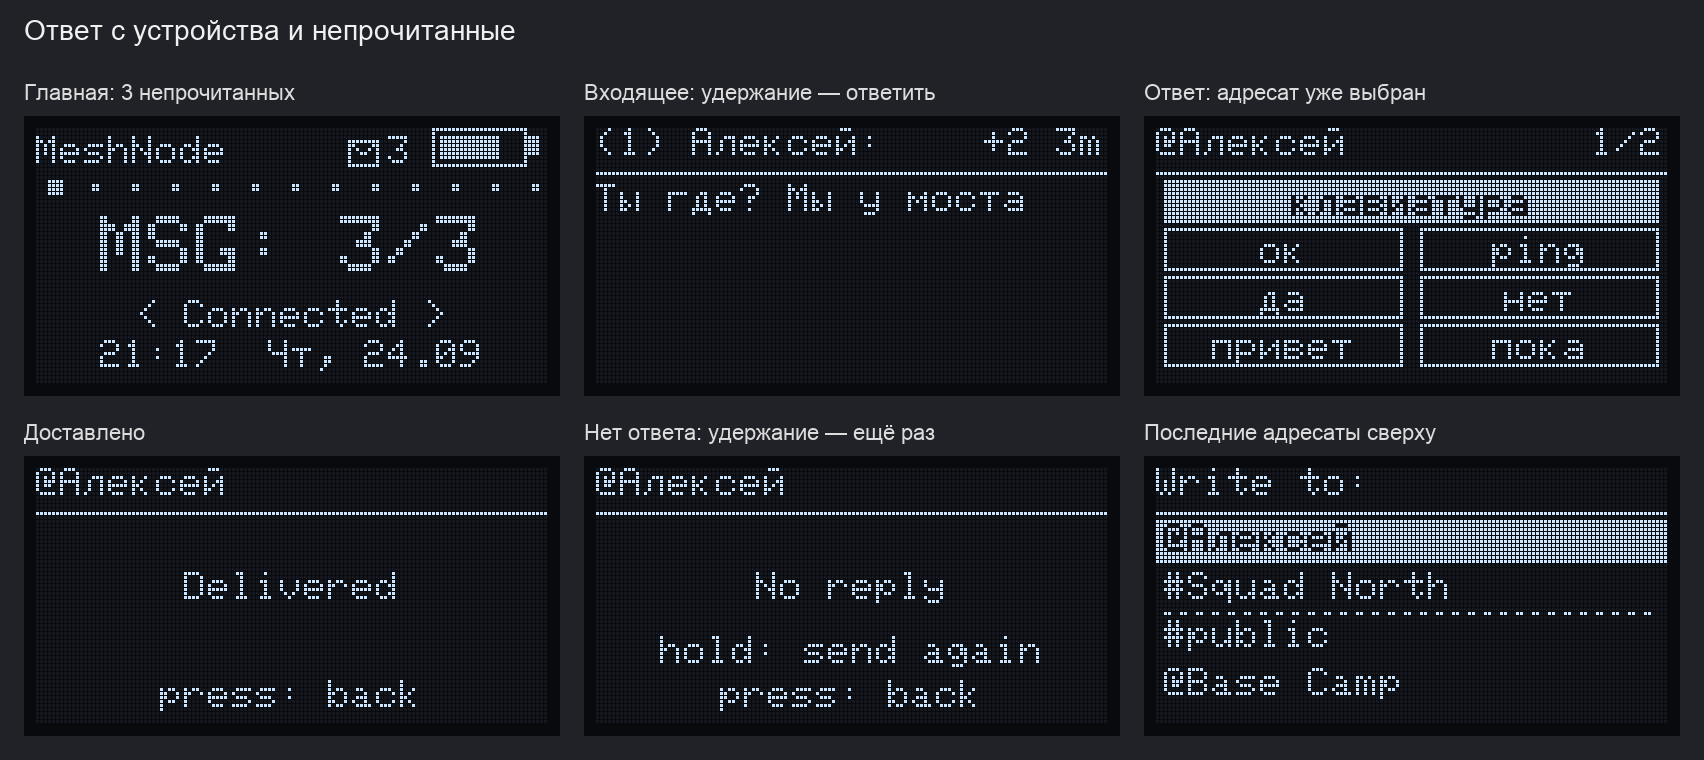 Ответ с устройства и непрочитанные
Главная: 3 непрочитанных
MeshNode 3
MSG: 3/3
< Connected >
21:17 Чт, 24.09
Входящее: удержание — ответить
(1) Алексей: +2 3m
Ты где? Мы у моста
Ответ: адресат уже выбран
@Алексей 1/2
клавиатура
ок ping
да нет
привет пока
Доставлено
@Алексей
Delivered
press: back
Нет ответа: удержание — ещё раз
@Алексей
No reply
hold: send again
press: back
Последние адресаты сверху
Write to:
@Алексей
#Squad North
#public
@Base Camp